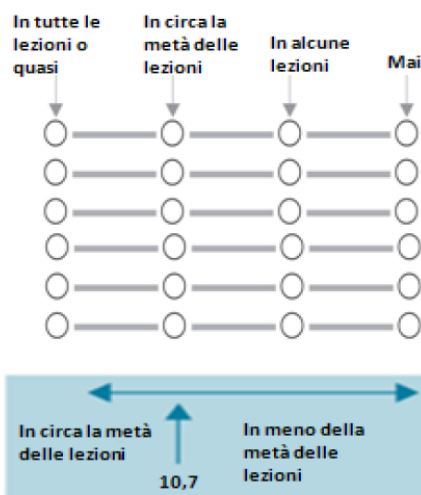 In tutte le
lezioni o
quasi
In circa la
metà delle
lezioni
In alcune
lezioni
Mai
In circa la metà
delle lezioni
10,7
In meno della
metà delle
lezioni